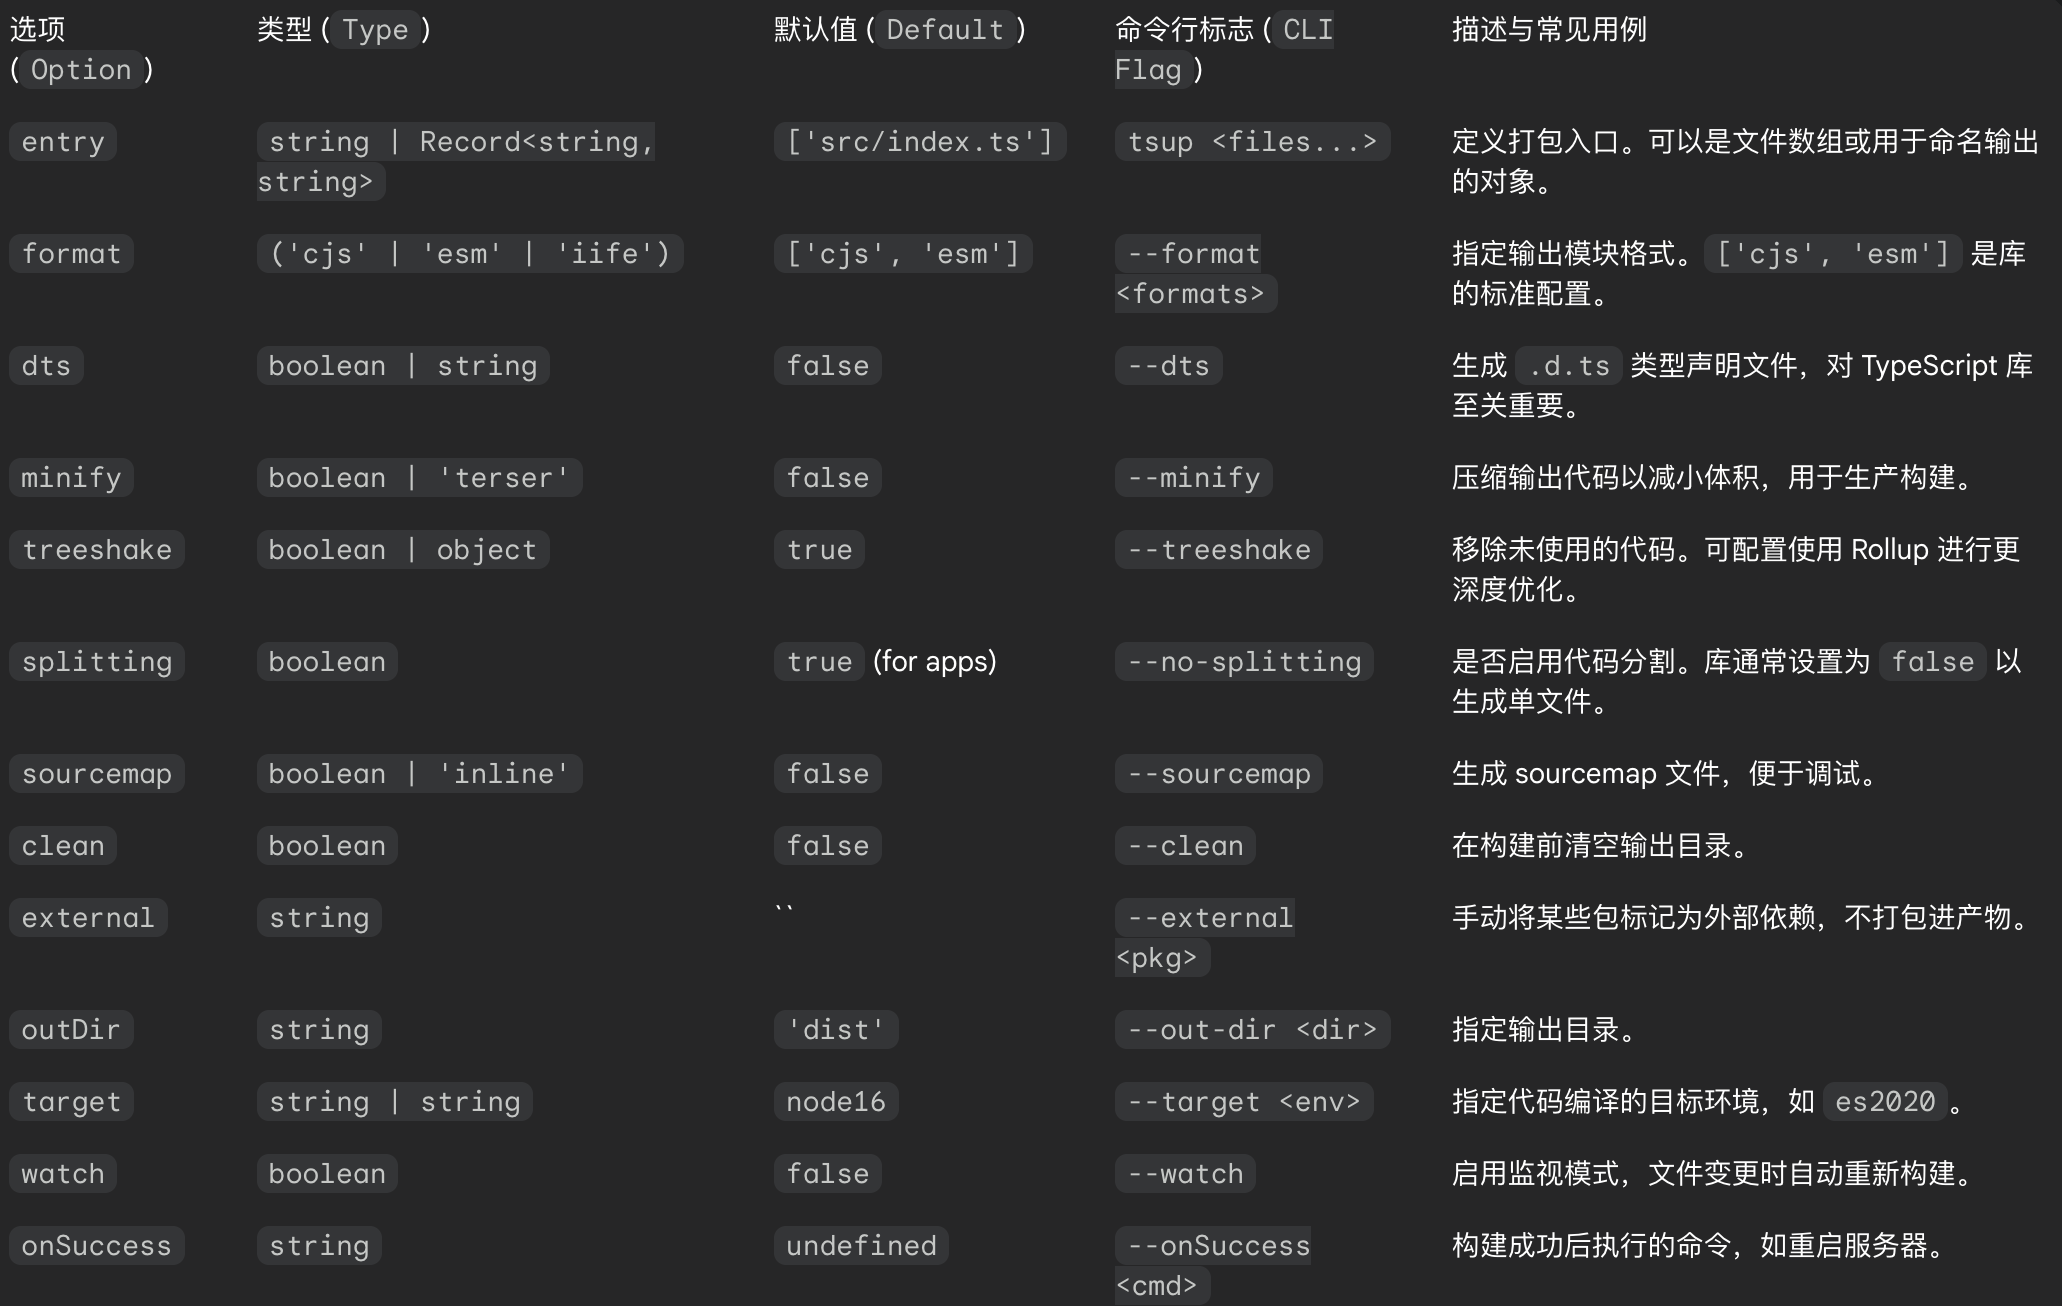 选项 类型 (Type) 默认值 (Default) 命令行标志 (CLI 描述与常见用例
(Option) Flag)
entry string | Record<string, ['src/index.ts'] tsup <files...> 定义打包入口。可以是文件数组或用于命名输出
string> 的对象。
format ('cjs' | 'esm' | 'iife') ['cjs', 'esm'] --format 指定输出模块格式。['cjs', 'esm'] 是库
<formats> 的标准配置。
dts boolean | string false --dts 生成 .d.ts 类型声明文件，对 TypeScript 库
至关重要。
minify boolean | 'terser' false --minify 压缩输出代码以减小体积，用于生产构建。
treeshake boolean | object true --treeshake 移除未使用的代码。可配置使用 Rollup 进行更
深度优化。
splitting boolean true (for apps) --no-splitting 是否启用代码分割。库通常设置为 false 以
生成单文件。
sourcemap boolean | 'inline' false --sourcemap 生成 sourcemap 文件，便于调试。
clean boolean false --clean 在构建前清空输出目录。
external string `` --external 手动将某些包标记为外部依赖，不打包进产物。
<pkg>
outDir string 'dist' --out-dir <dir> 指定输出目录。
target string | string node16 --target <env> 指定代码编译的目标环境，如 es2020。
watch boolean false --watch 启用监视模式，文件变更时自动重新构建。
onSuccess string undefined --onSuccess 构建成功后执行的命令，如重启服务器。
<cmd>